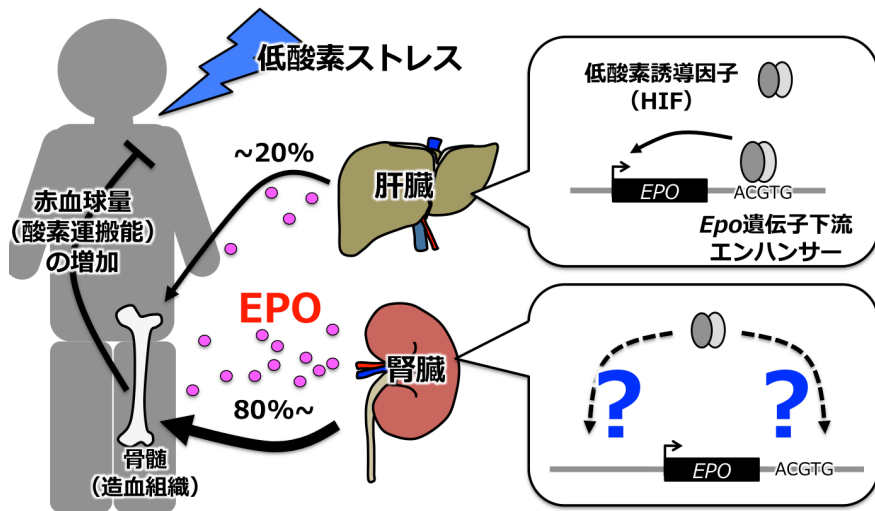 低酸素ストレス
~20%
肝臓
低酸素誘導因子
（HIF）
EPO
ACGTG
Epo遺伝子下流
エンハンサー
赤血球量
（酸素運搬能）
の増加
EPO
腎臓
80%~
骨髄
（造血組織）
? ?
EPO
ACGTG